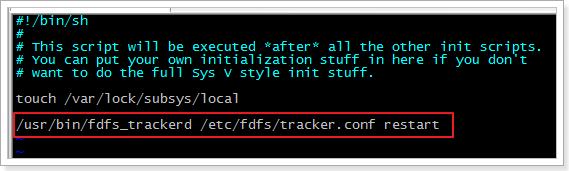 #!/bin/sh
#
# This script will be executed *after* all the other init scripts.
# You can put your own initialization stuff in here if you don't
# want to do the full Sys V style init stuff.
touch /var/lock/subsys/local
/usr/bin/fdfs_trackerd /etc/fdfs/tracker.conf restart
~
~